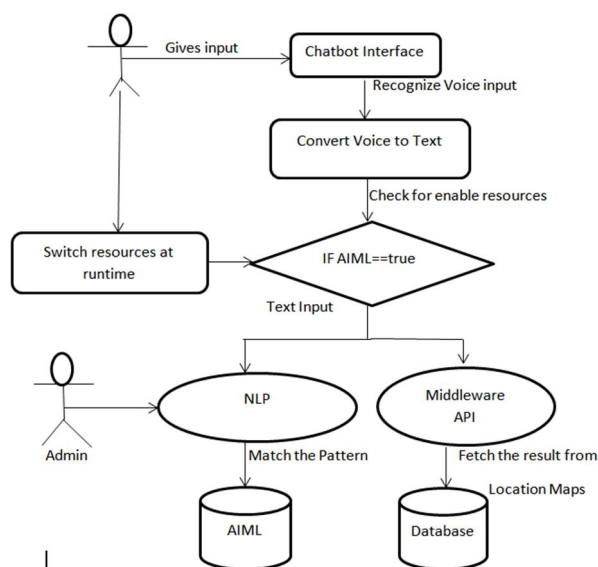 Gives input
Chatbot Interface
Recognize Voice input
Convert Voice to Text
Check for enable resources
Switch resources at
runtime
IF AIML==true
Text Input
NLP
Middleware
API
Admin
Match the Pattern
Fetch the result from
Location Maps
AIML
Database